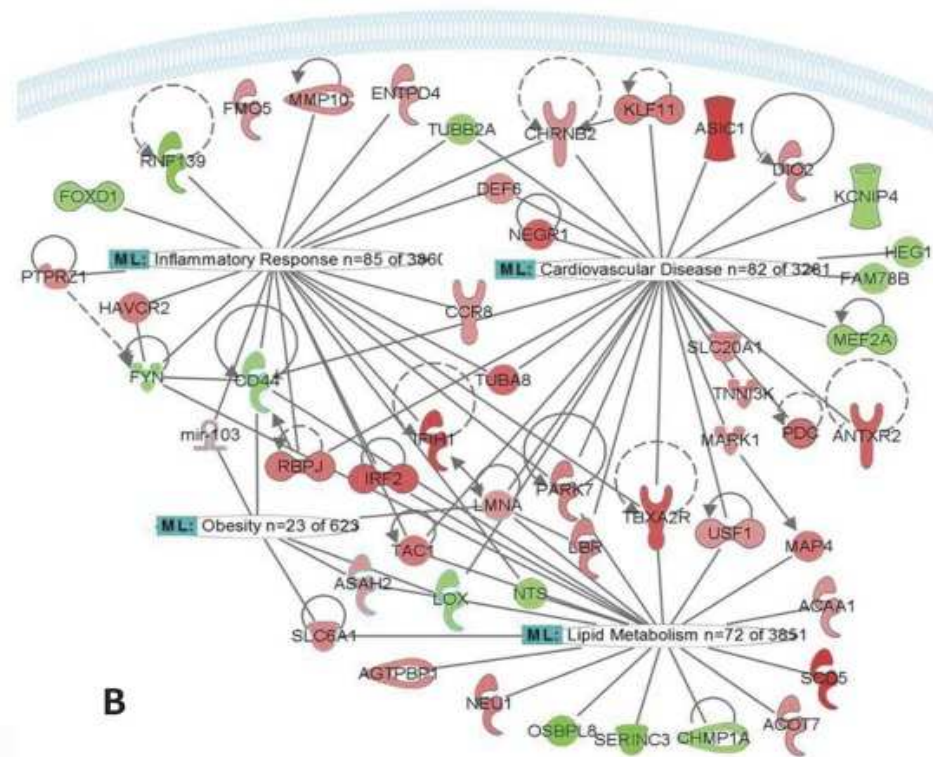 FMO5
MMP10
ENTPD4
TUBB2A
CHRNB2
KLF11
ASIC1
DIO2
RNF139
FOXD1
DEF6
KCNIP4
NEGR1
HEG1
ML: Inflammatory Response n=85 of 3860
ML: Cardiovascular Disease n=82 of 3281
PTPRZ1
FAM78B
HAVCR2
CCR8
MEF2A
SLC20A1
FYN
CD44
TUBA8
TNNI3K
mir-103
IFIH1
MARK1
PDC
ANTXR2
RBPJ
IRF2
PARK7
LMNA
TBXA2R
ML: Obesity n=23 of 623
USF1
TAC1
LBR
MAP4
ASAH2
LOX
NTS
ACAA1
SLC6A1
ML: Lipid Metabolism n=72 of 3851
AGTPBP1
SCD5
NEU1
B
OSBPL8
SERINC3
CHMP1A
ACOT7